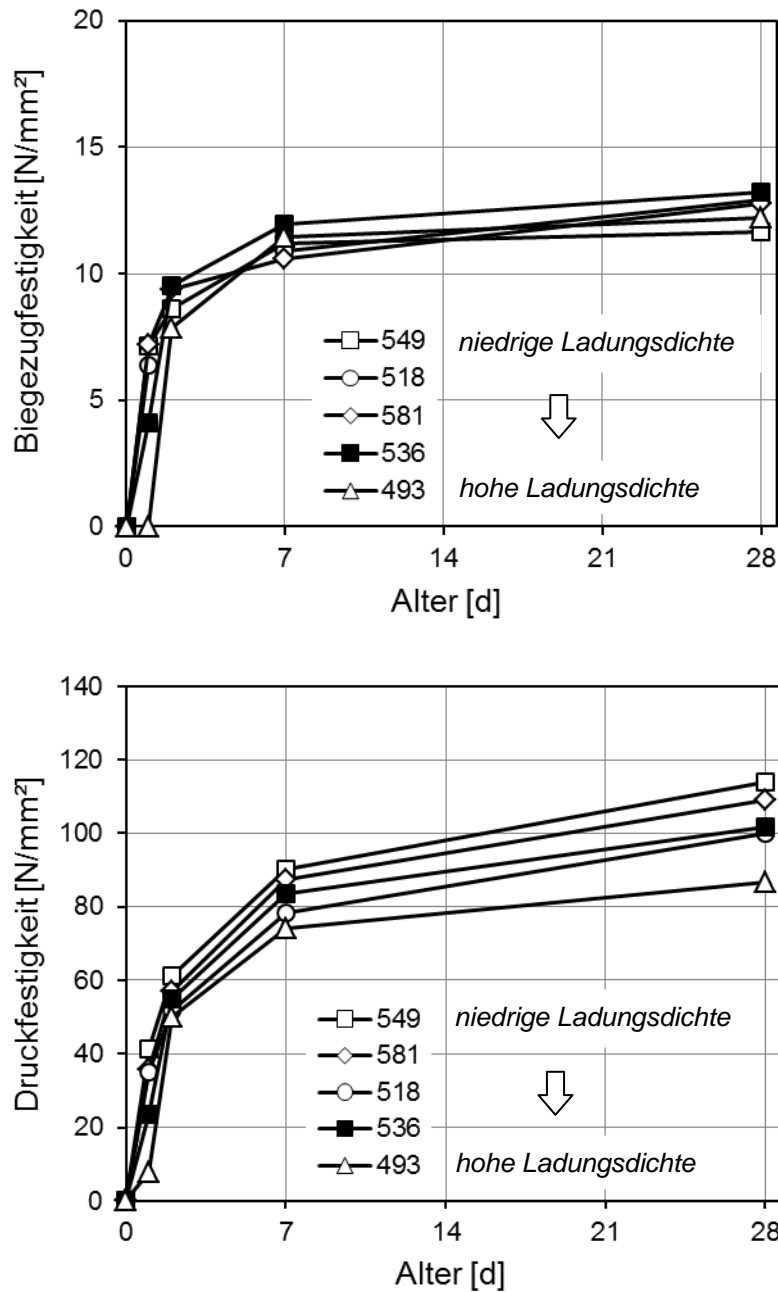 Biegezugfestigkeit [N/mm²]
20
15
10
5
0
549 niedrige Ladungsdichte
518
581
536
493 hohe Ladungsdichte
0 7 14 21 28
Alter [d]
Druckfestigkeit [N/mm²]
140
120
100
80
60
40
20
0
549 niedrige Ladungsdichte
581
518
536
493 hohe Ladungsdichte
0 7 14 21 28
Alter [d]